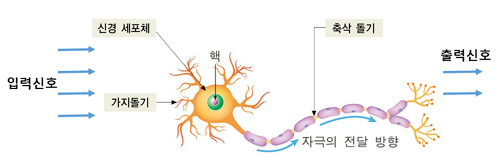 신경 세포체
축삭 돌기
핵
입력신호
출력신호
가지돌기
자극의 전달 방향